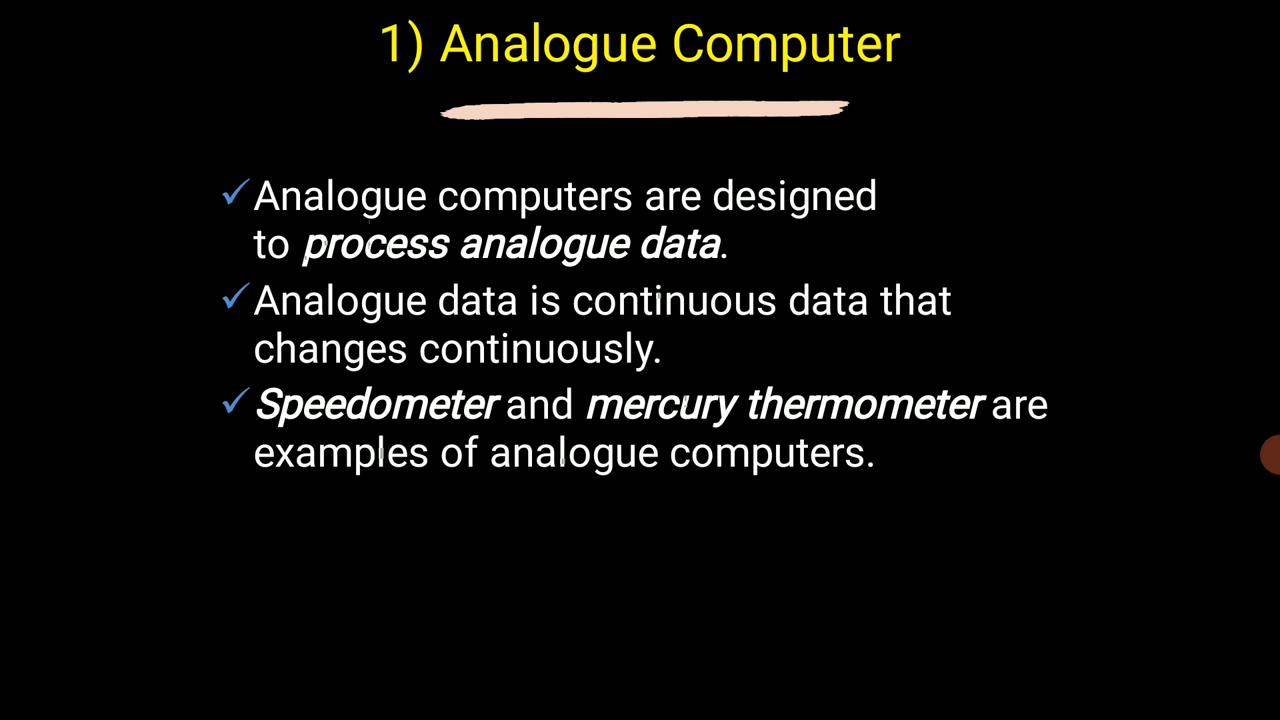 1) Analogue Computer
✓Analogue computers are designed
to process analogue data.
✓Analogue data is continuous data that
changes continuously.
✓Speedometer and mercury thermometer are
examples of analogue computers.